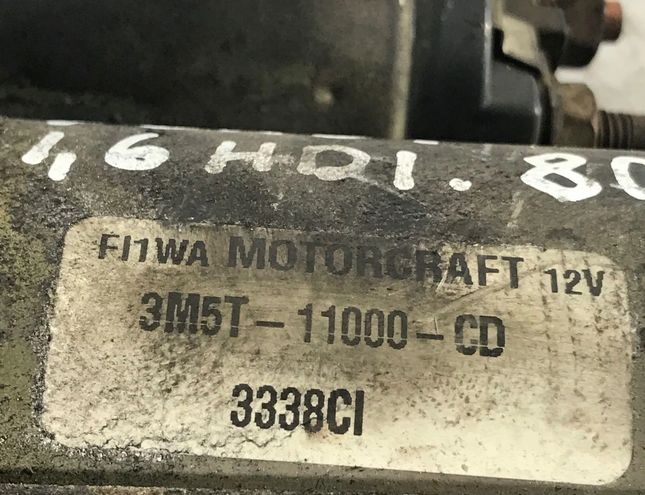 1,6 HDI. 80
FI1WA MOTORCRAFT 12V
3M5T-11000-CD
3338CI